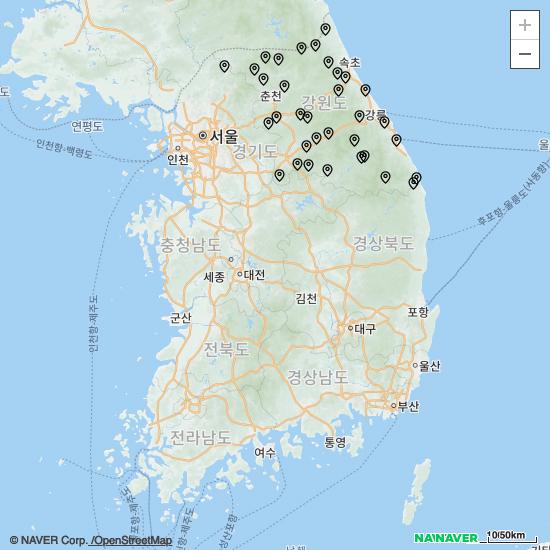 +
−
속초
춘천
강원도
강릉
연평도
서울
인천항-백령도
인천
경기도
울
후포항-울릉도(사동항)
충청남도
경상북도
세종
대전
인천항-제주도
김천
군산
포항
대구
전라북도
울산
경상남도
부산
전라남도
여수
통영
© NAVER Corp. /OpenStreetMap
NAVER
10/50km